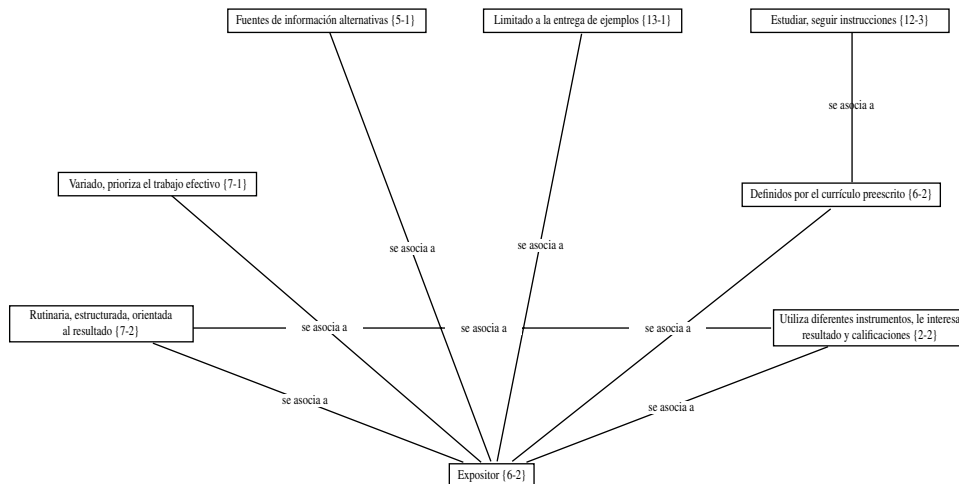 Fuentes de información alternativas {5-1}
Limitado a la entrega de ejemplos {13-1}
Estudiar, seguir instrucciones {12-3}
se asocia a
Variado, prioriza el trabajo efectivo {7-1}
Definidos por el currículo preescrito {6-2}
se asocia a
se asocia a
Rutinaria, estructurada, orientada
al resultado {7-2}
se asocia a
se asocia a
se asocia a
Utiliza diferentes instrumentos, le interesa
resultado y calificaciones {2-2}
se asocia a
se asocia a
Expositor {6-2}